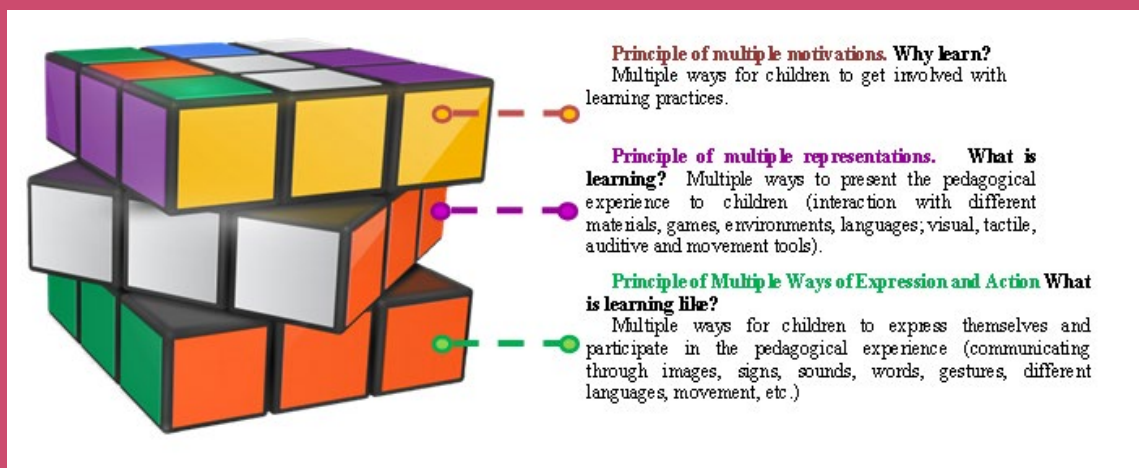 Principle of multiple motivations. Why learn?
Multiple ways for children to get involved with
learning practices.
Principle of multiple representations. What is
learning? Multiple ways to present the pedagogical
experience to children (interaction with different
materials, games, environments, languages; visual, tactile,
auditive and movement tools).
Principle of Multiple Ways of Expression and Action What
is learning like?
Multiple ways for children to express themselves and
participate in the pedagogical experience (communicating
through images, signs, sounds, words, gestures, different
languages, movement, etc.)